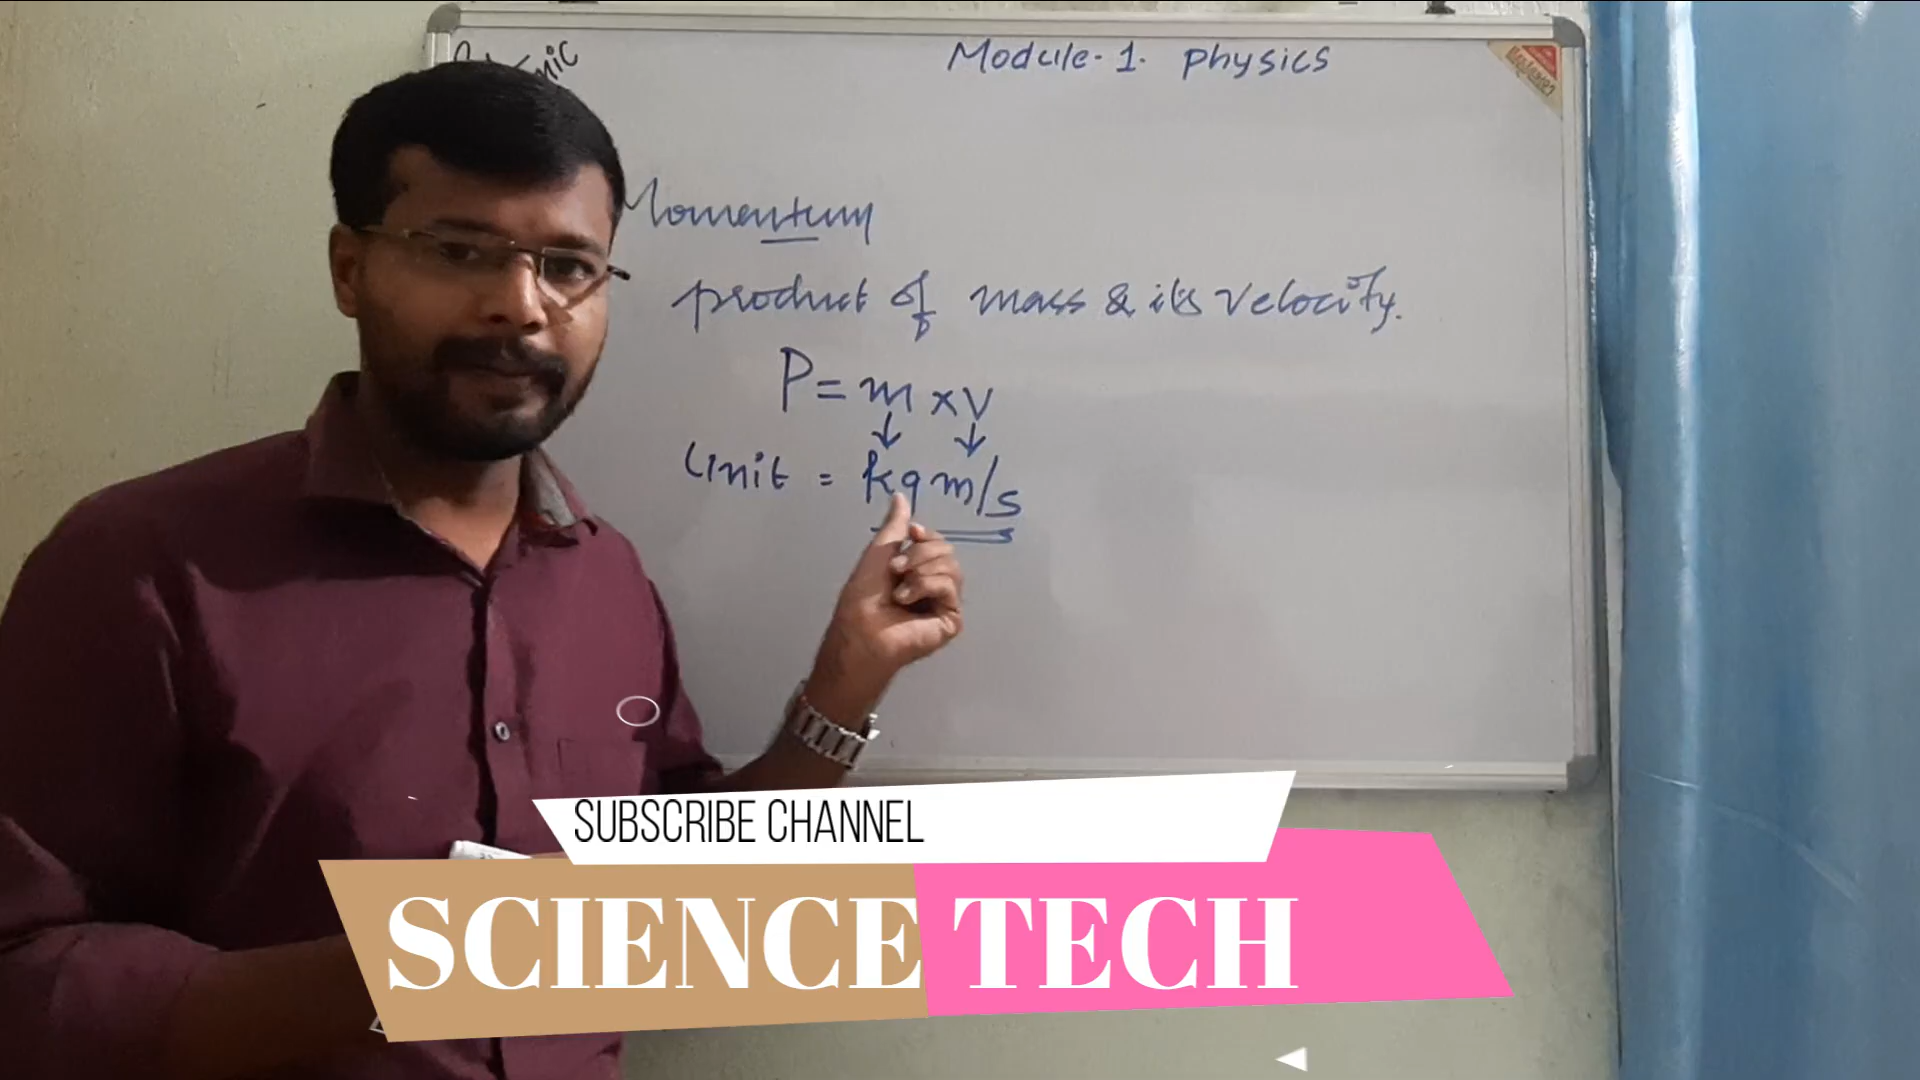 Module-1. Physics
Momentum
product of mass & its velocity.
P = m x v
Unit = kg m/s
SUBSCRIBE CHANNEL
SCIENCE TECH